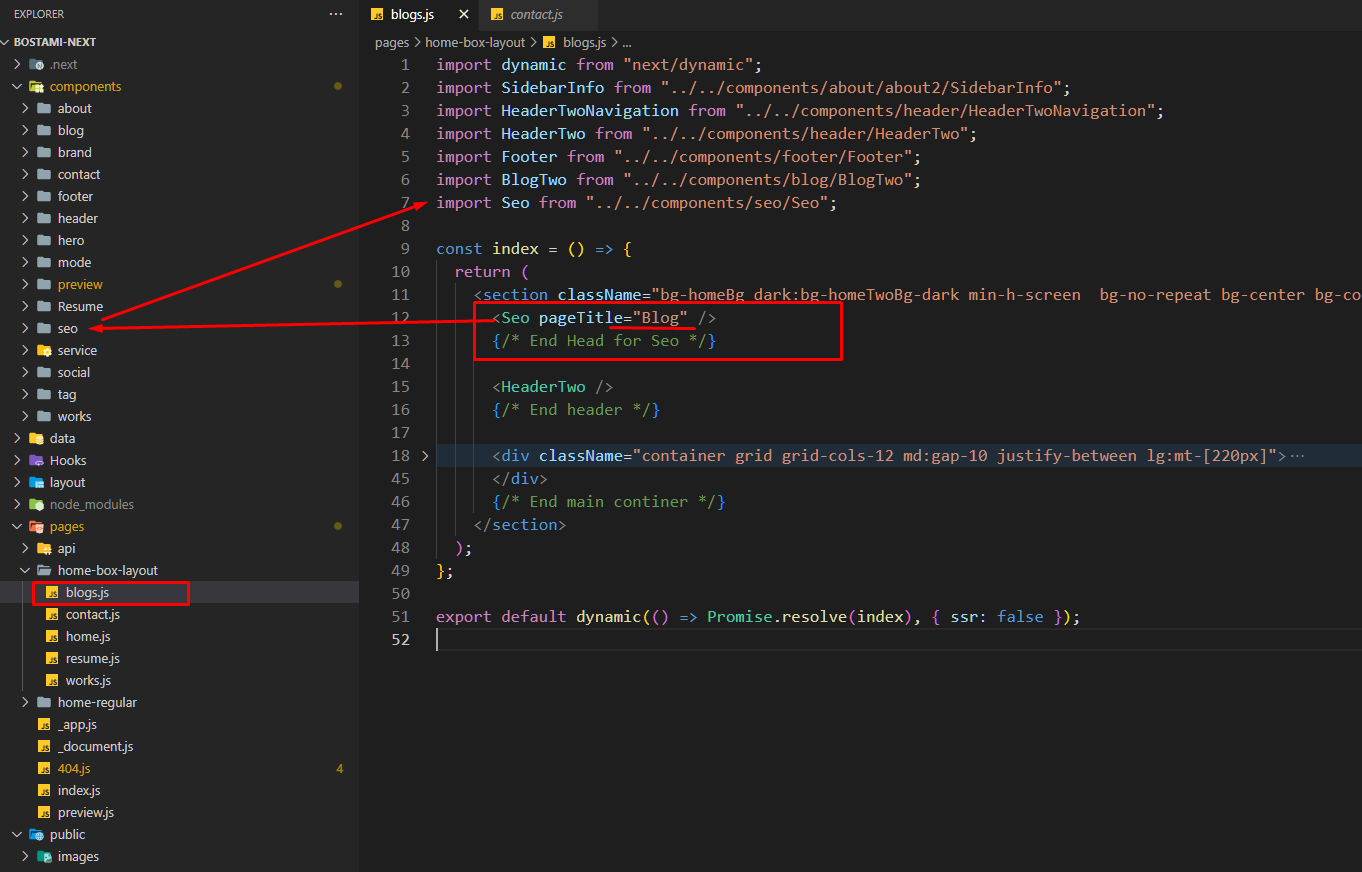 EXPLORER
BOSTAMI-NEXT
.next
components
about
blog
brand
contact
footer
header
hero
mode
preview
Resume
seo
service
social
tag
works
data
Hooks
layout
node_modules
pages
api
home-box-layout
blogs.js
contact.js
home.js
resume.js
works.js
home-regular
_app.js
_document.js
404.js 4
index.js
preview.js
public
images
blogs.js contact.js
pages > home-box-layout > blogs.js > ...
1 import dynamic from "next/dynamic";
2 import SidebarInfo from "../../components/about/about2/SidebarInfo";
3 import HeaderTwoNavigation from "../../components/header/HeaderTwoNavigation";
4 import HeaderTwo from "../../components/header/HeaderTwo";
5 import Footer from "../../components/footer/Footer";
6 import BlogTwo from "../../components/blog/BlogTwo";
7 import Seo from "../../components/seo/Seo";
8
9 const index = () => {
10 return (
11 <section className="bg-homeBg dark:bg-homeTwoBg-dark min-h-screen  bg-no-repeat bg-center bg-co
12 <Seo pageTitle="Blog" />
13 {/* End Head for Seo */}
14
15 <HeaderTwo />
16 {/* End header */}
17
18 <div className="container grid grid-cols-12 md:gap-10 justify-between lg:mt-[220px]">...
45 </div>
46 {/* End main continer */}
47 </section>
48 );
49 };
50
51 export default dynamic(() => Promise.resolve(index), { ssr: false });
52